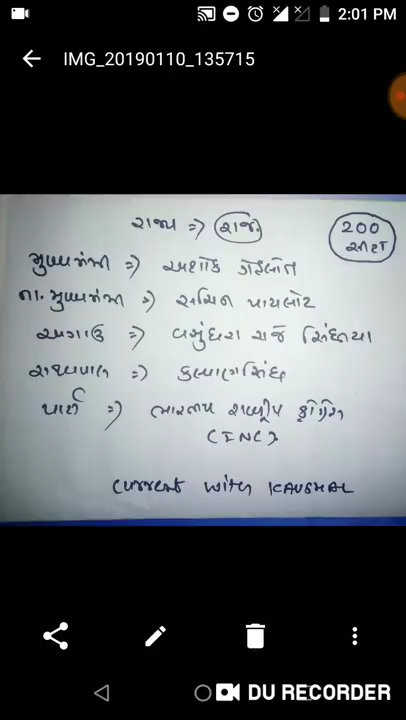 2:01 PM
IMG_20190110_135715
રાજ્ય => રાજ.
200
સીટો
મુખ્યમંત્રી => અશોક ગેહલોત
ના. મુખ્યમંત્રી => સચિન પાયલોટ
અગાઉ => વસુંધરા રાજે સિંધિયા
રાજ્યપાલ => કલ્યાણસિંહ
પાર્ટી => ભારતીય રાષ્ટ્રીય કોંગ્રેસ
(INC)
CURRENT WITH KAUSHAL
DU RECORDER